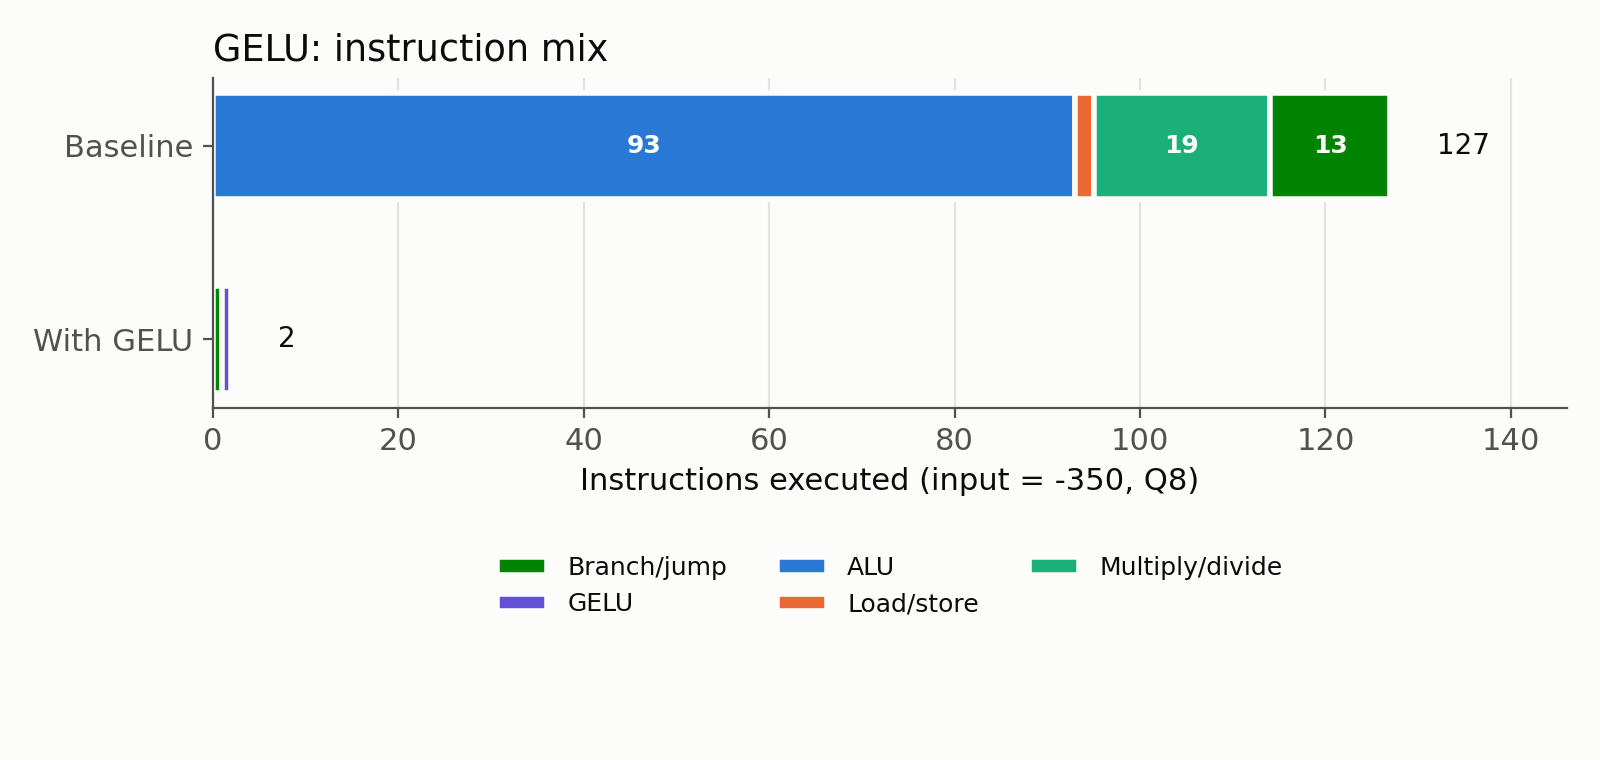 GELU: instruction mix
Baseline
93
19
13
127
With GELU
2
0 20 40 60 80 100 120 140
Instructions executed (input = -350, Q8)
Branch/jump ALU Multiply/divide
GELU Load/store